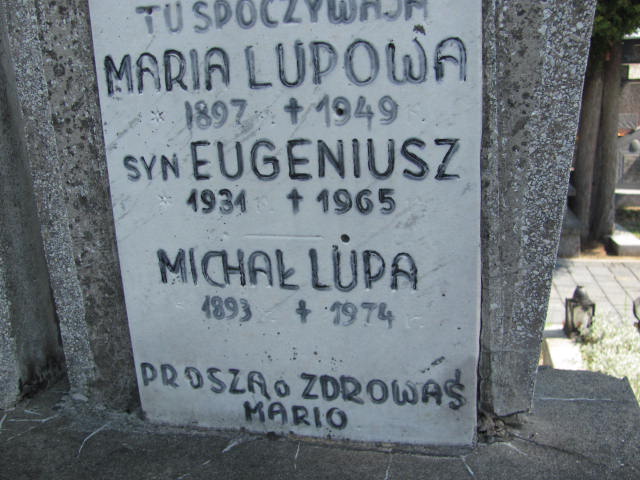 TU SPOCZYWAJĄ
MARIA LUPOWA
* 1897 + 1949
SYN EUGENIUSZ
* 1931 + 1965
MICHAŁ LUPA
* 1893 + 1974
PROSZĄ o ZDROWAŚ
MARIO